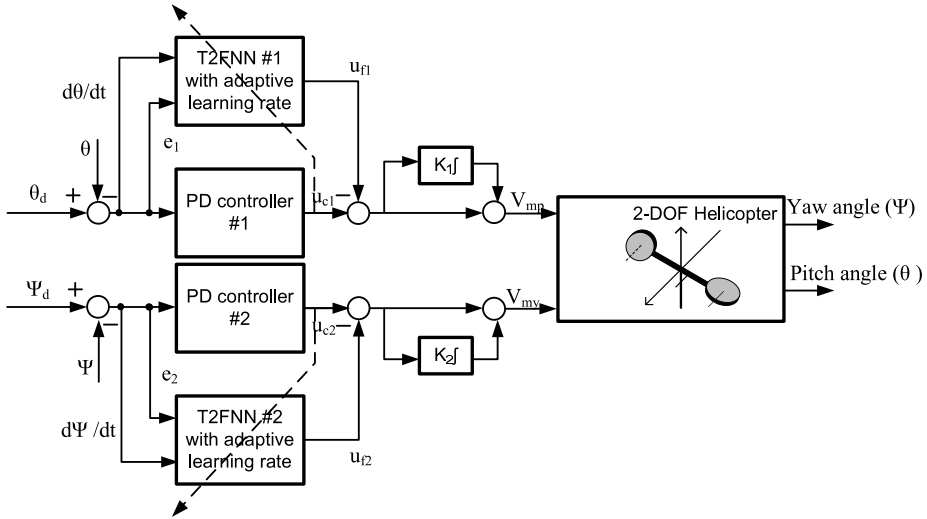 T2FNN #1
with adaptive
learning rate
u_f1
dθ/dt
e_1
θ
K_1∫
θ_d
+
−
PD controller
#1
u_c1
−
V_mp
2-DOF Helicopter
Yaw angle (Ψ)
Pitch angle (θ )
Ψ_d
+
−
PD controller
#2
u_c2
−
V_my
Ψ
K_2∫
e_2
dΨ /dt
T2FNN #2
with adaptive
learning rate
u_f2